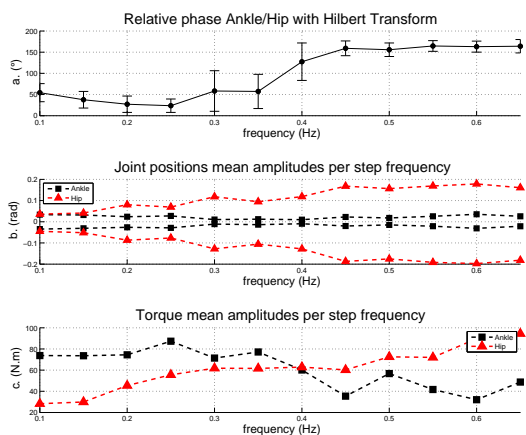 Relative phase Ankle/Hip with Hilbert Transform
200
150
100
50
0
a. (°)
0.1 0.2 0.3 0.4 0.5 0.6
frequency (Hz)
Joint positions mean amplitudes per step frequency
0.2
0.1
0
-0.1
-0.2
b. (rad)
Ankle
Hip
0.1 0.2 0.3 0.4 0.5 0.6
frequency (Hz)
Torque mean amplitudes per step frequency
100
80
60
40
20
c. (N.m)
Ankle
Hip
0.1 0.2 0.3 0.4 0.5 0.6
frequency (Hz)